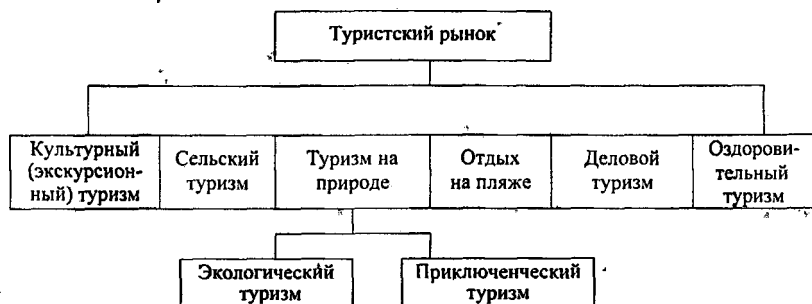 Туристский рынок
Культурный
(экскурсион-
ный) туризм
Сельский
туризм
Туризм на
природе
Отдых
на пляже
Деловой
туризм
Оздорови-
тельный
туризм
Экологический
туризм
Приключенческий
туризм